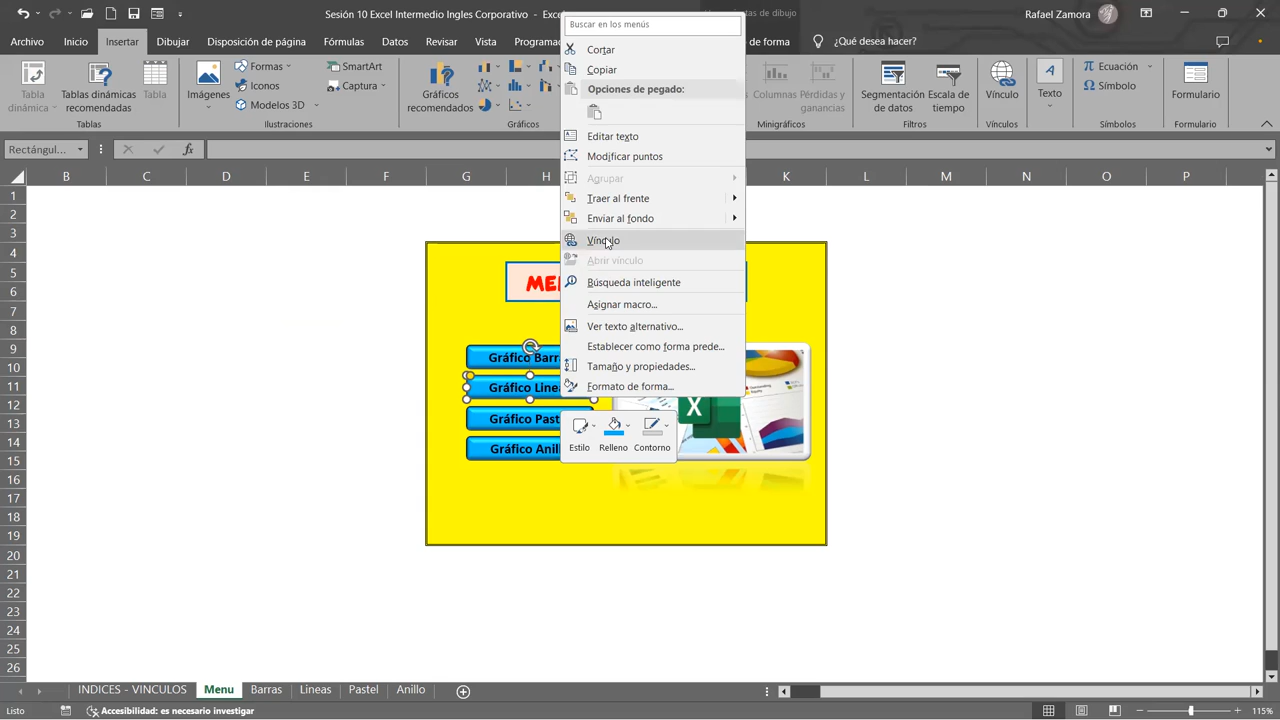 Sesión 10 Excel Intermedio Ingles Corporativo - Exc
as de dibujo
Rafael Zamora
Archivo Inicio Insertar Dibujar Disposición de página Fórmulas Datos Revisar Vista Programa de forma ¿Qué desea hacer?
Tabla dinámica
Tablas dinámicas recomendadas
Tabla
Tablas
Imágenes
Formas
Iconos
Modelos 3D
SmartArt
Captura
Ilustraciones
Gráficos recomendados
Gráficos
Columnas
Pérdidas y ganancias
Minigráficos
Segmentación de datos
Escala de tiempo
Filtros
Vínculo
Vínculos
Texto
Ecuación
Símbolo
Símbolos
Formulario
Formulario
Rectángul...
fx
B C D E F G H K L M N O P
1
2
3
4
5
6
7
8
9
10
11
12
13
14
15
16
17
18
19
20
21
22
23
24
25
26
Gráfico Barr
Gráfico Line
Gráfico Past
Gráfico Anil
X
Buscar en los menús
Cortar
Copiar
Opciones de pegado:
Editar texto
Modificar puntos
Agrupar
Traer al frente
Enviar al fondo
Vínculo
Abrir vínculo
Búsqueda inteligente
Asignar macro...
Ver texto alternativo...
Establecer como forma prede...
Tamaño y propiedades...
Formato de forma...
Estilo Relleno Contorno
INDICES - VINCULOS Menu Barras Lineas Pastel Anillo
Listo Accesibilidad: es necesario investigar 115%